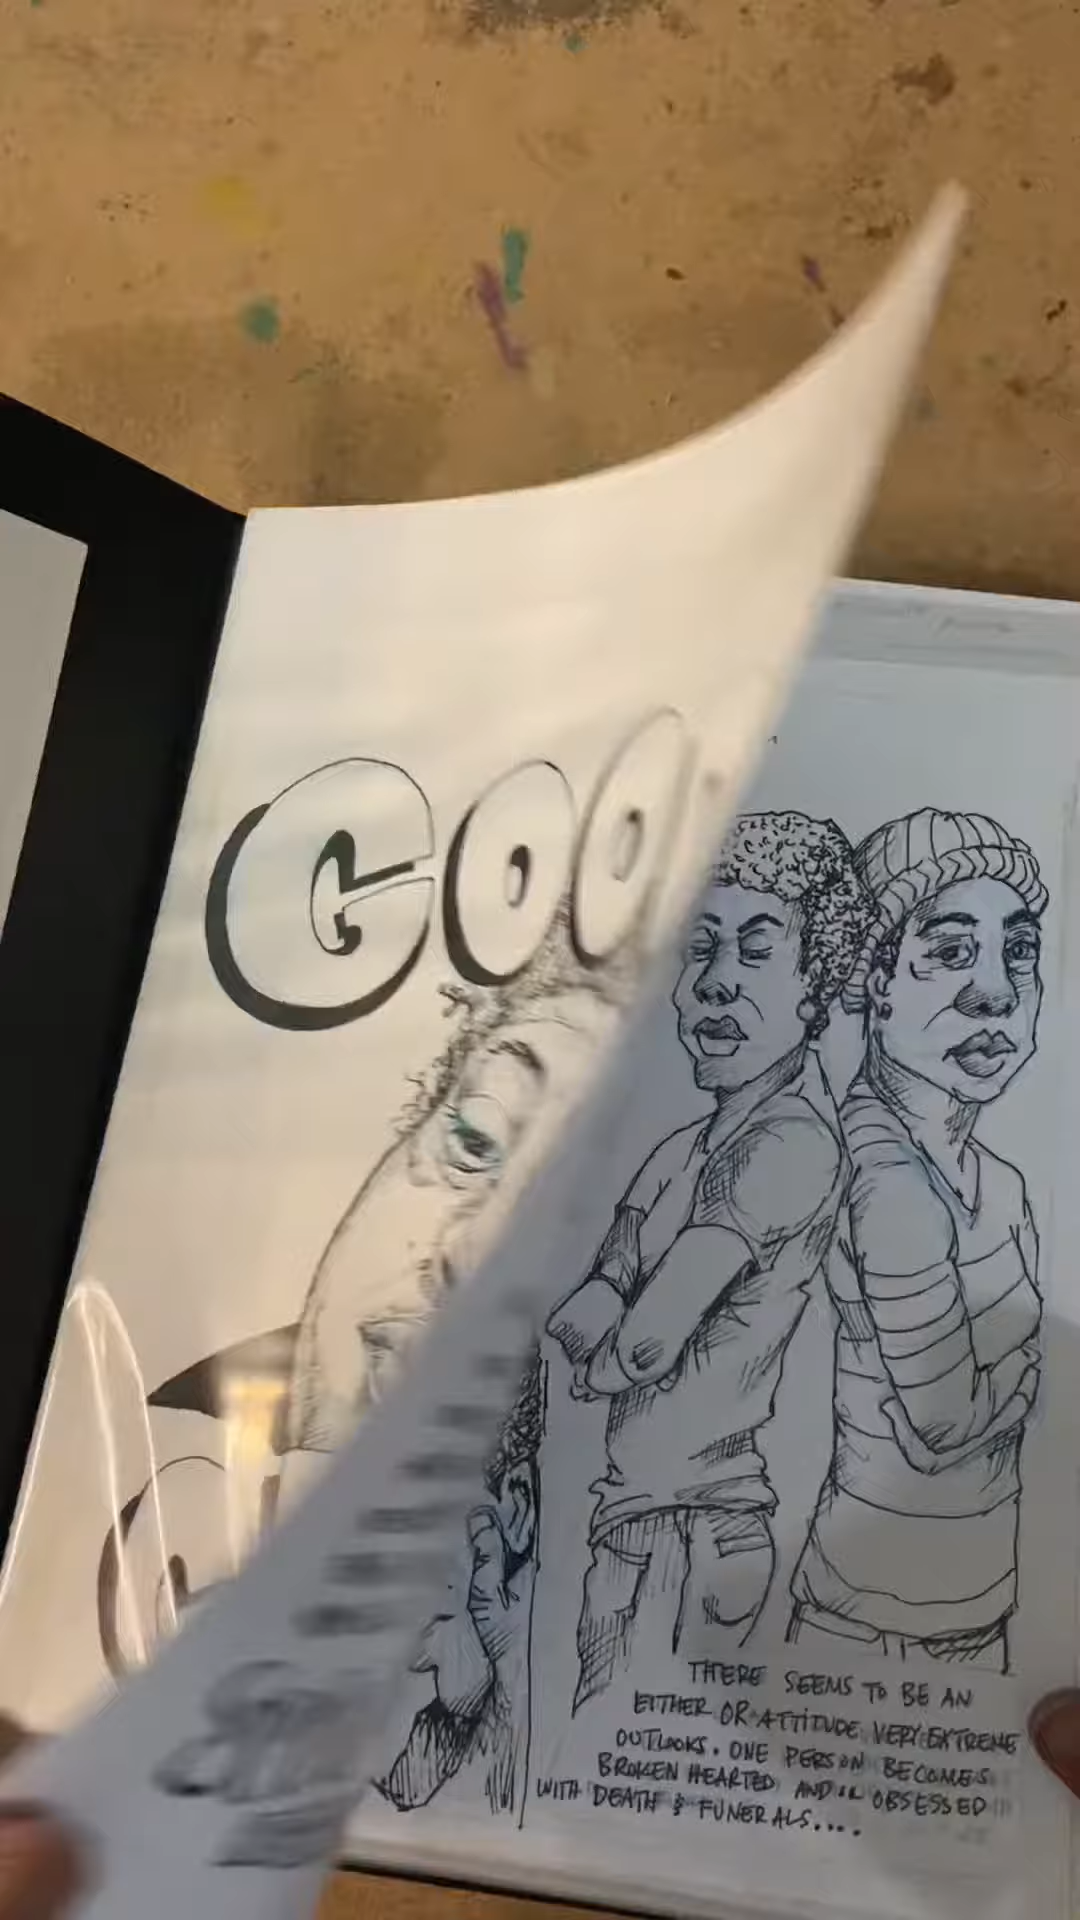 GOO
THERE SEEMS TO BE AN
EITHER OR ATTITUDE, VERY EXTREME
OUTLOOKS. ONE PERSON BECOMES
BROKEN HEARTED AND OR OBSESSED
WITH DEATH & FUNERALS....